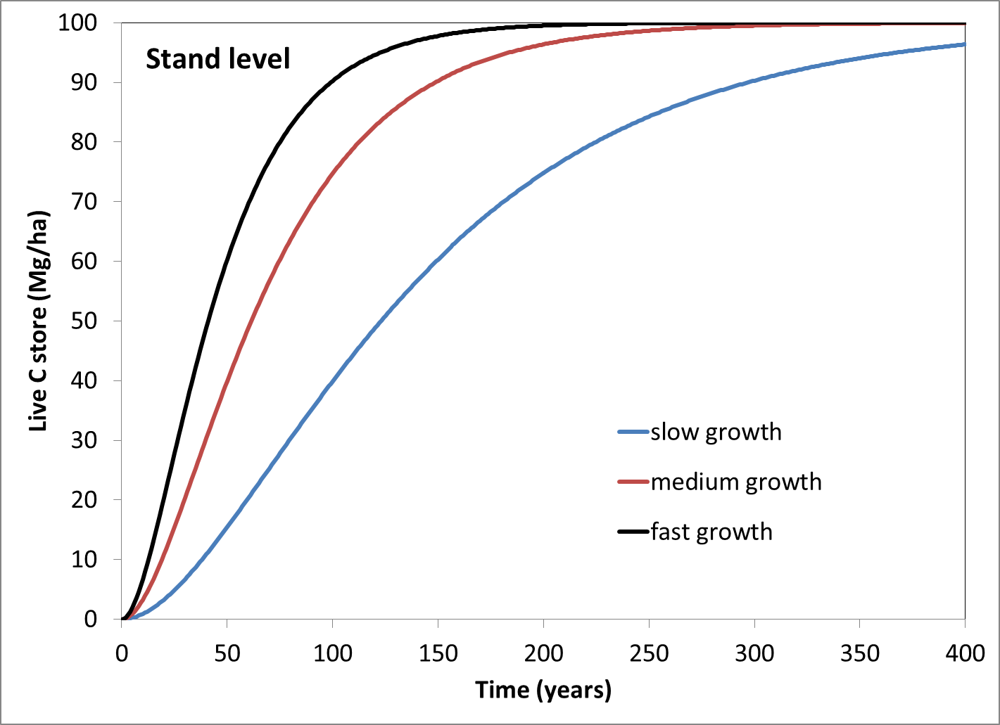 Stand level
Live C store (Mg/ha)
100
90
80
70
60
50
40
30
20
10
0
slow growth
medium growth
fast growth
0 50 100 150 200 250 300 350 400
Time (years)